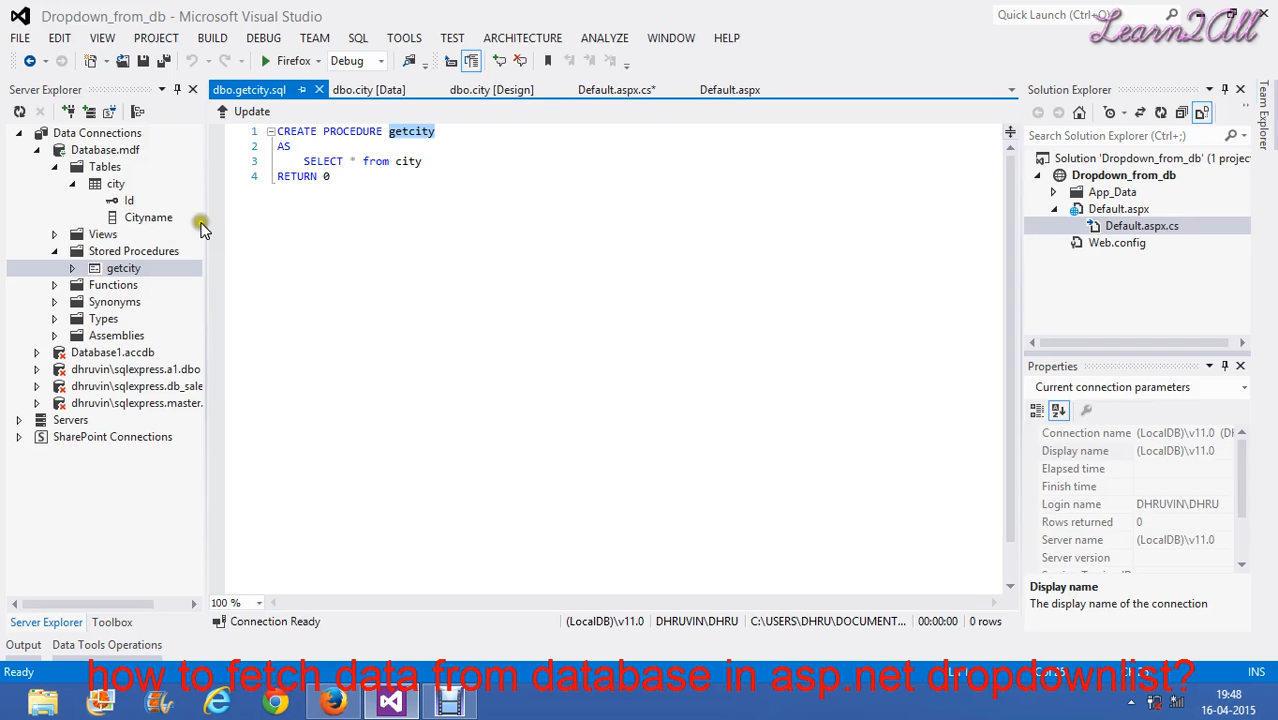 Dropdown_from_db - Microsoft Visual Studio
Quick Launch (Ctrl+Q)
Learn2All
FILE EDIT VIEW PROJECT BUILD DEBUG TEAM SQL TOOLS TEST ARCHITECTURE ANALYZE WINDOW HELP
Firefox Debug
Server Explorer
dbo.getcity.sql dbo.city [Data] dbo.city [Design] Default.aspx.cs* Default.aspx
Solution Explorer
Team Explorer
Update
Data Connections
Database.mdf
Tables
city
Id
Cityname
Views
Stored Procedures
getcity
Functions
Synonyms
Types
Assemblies
Database1.accdb
dhruvin\sqlexpress.a1.dbo
dhruvin\sqlexpress.db_sale
dhruvin\sqlexpress.master.
Servers
SharePoint Connections
1 CREATE PROCEDURE getcity
2 AS
3 SELECT * from city
4 RETURN 0
Search Solution Explorer (Ctrl+;)
Solution 'Dropdown_from_db' (1 projec
Dropdown_from_db
App_Data
Default.aspx
Default.aspx.cs
Web.config
Properties
Current connection parameters
Connection name (LocalDB)\v11.0 (D
Display name (LocalDB)\v11.0
Elapsed time
Finish time
Login name DHRUVIN\DHRU
Rows returned 0
Server name (LocalDB)\v11.0
Server version
Display name
The display name of the connection
100 %
Connection Ready (LocalDB)\v11.0 DHRUVIN\DHRU C:\USERS\DHRU\DOCUMENT... 00:00:00 0 rows
Server Explorer Toolbox
Output Data Tools Operations
Ready INS
how to fetch data from database in asp.net dropdownlist?
19:48
16-04-2015